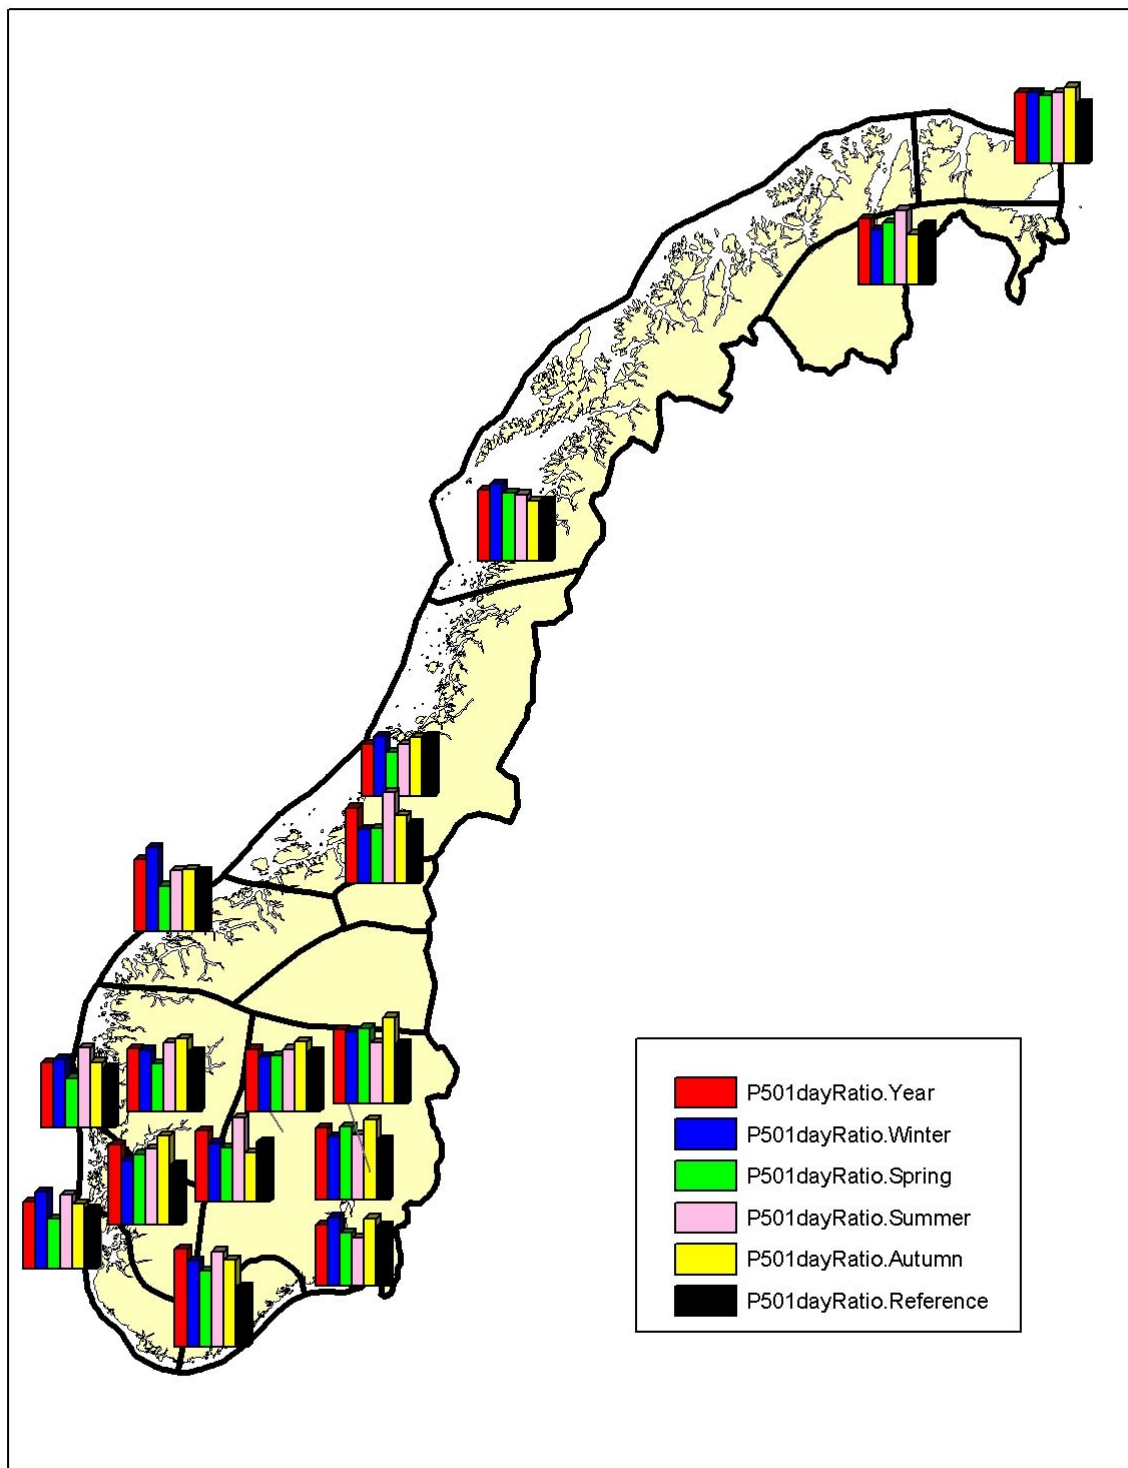 P501dayRatio.Year
P501dayRatio.Winter
P501dayRatio.Spring
P501dayRatio.Summer
P501dayRatio.Autumn
P501dayRatio.Reference